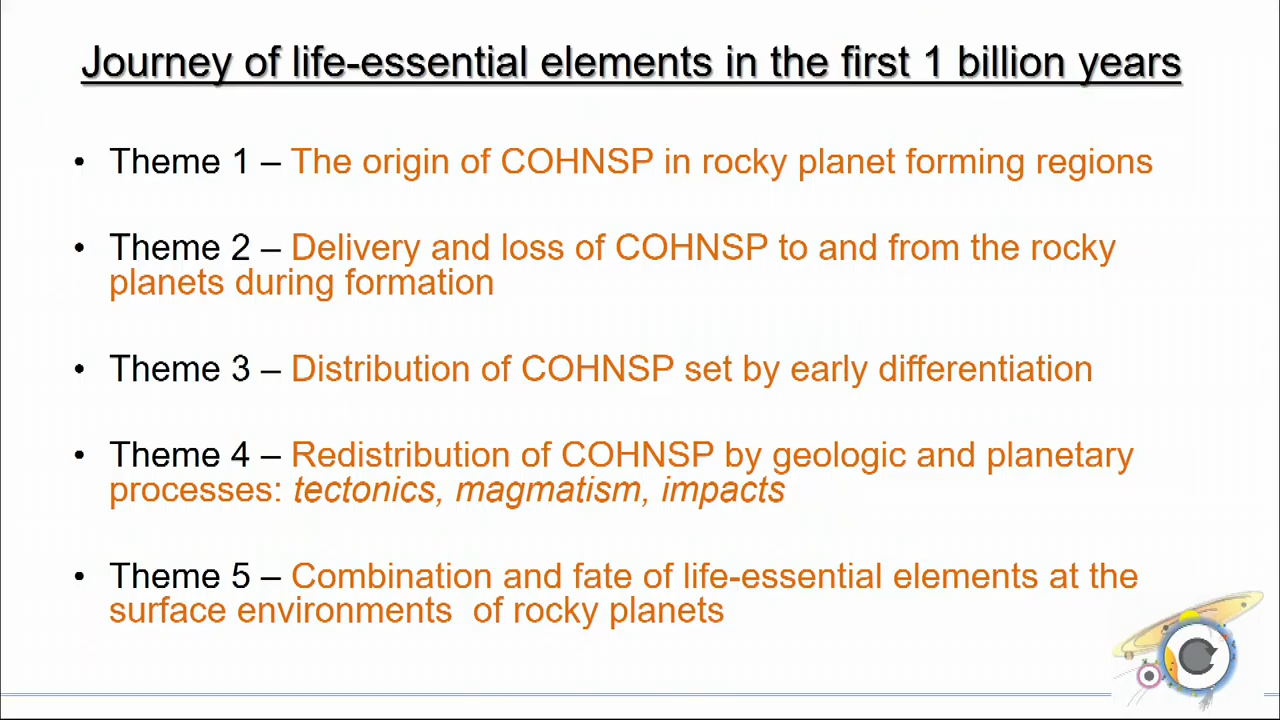 Journey of life-essential elements in the first 1 billion years
• Theme 1 – The origin of COHNSP in rocky planet forming regions
• Theme 2 – Delivery and loss of COHNSP to and from the rocky
planets during formation
• Theme 3 – Distribution of COHNSP set by early differentiation
• Theme 4 – Redistribution of COHNSP by geologic and planetary
processes: tectonics, magmatism, impacts
• Theme 5 – Combination and fate of life-essential elements at the
surface environments of rocky planets